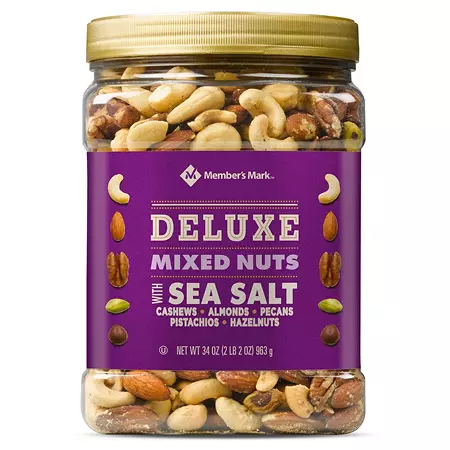 Member's Mark™
DELUXE
MIXED NUTS
WITH SEA SALT
CASHEWS • ALMONDS • PECANS
PISTACHIOS • HAZELNUTS
U NET WT 34 OZ (2 LB 2 OZ) 963 g